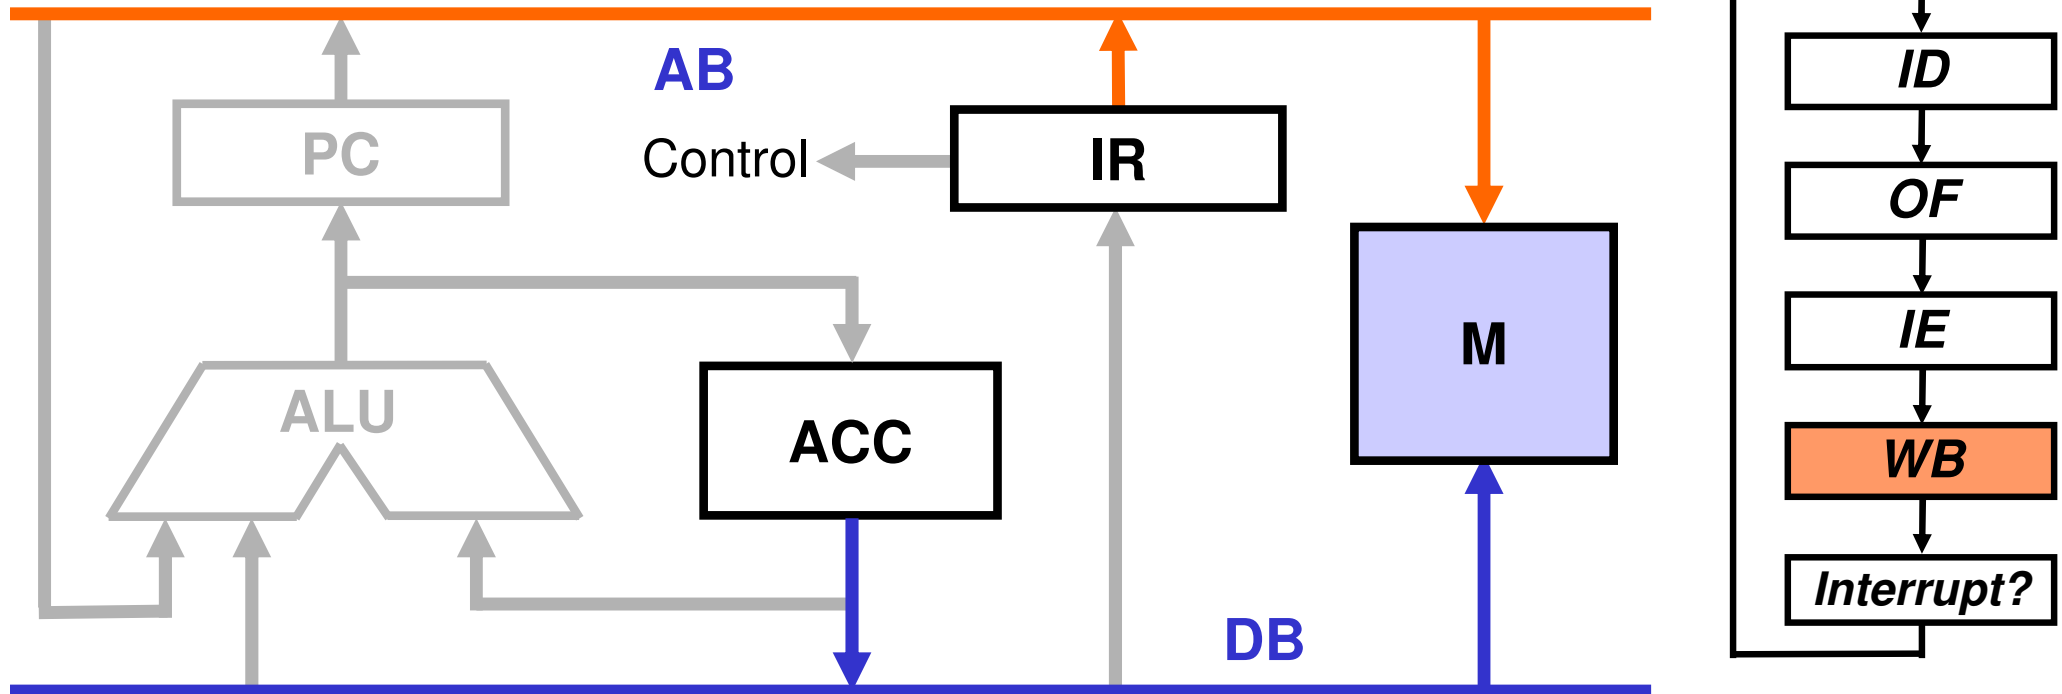 AB
PC
Control
IR
M
ALU
ACC
DB
ID
OF
IE
WB
Interrupt?